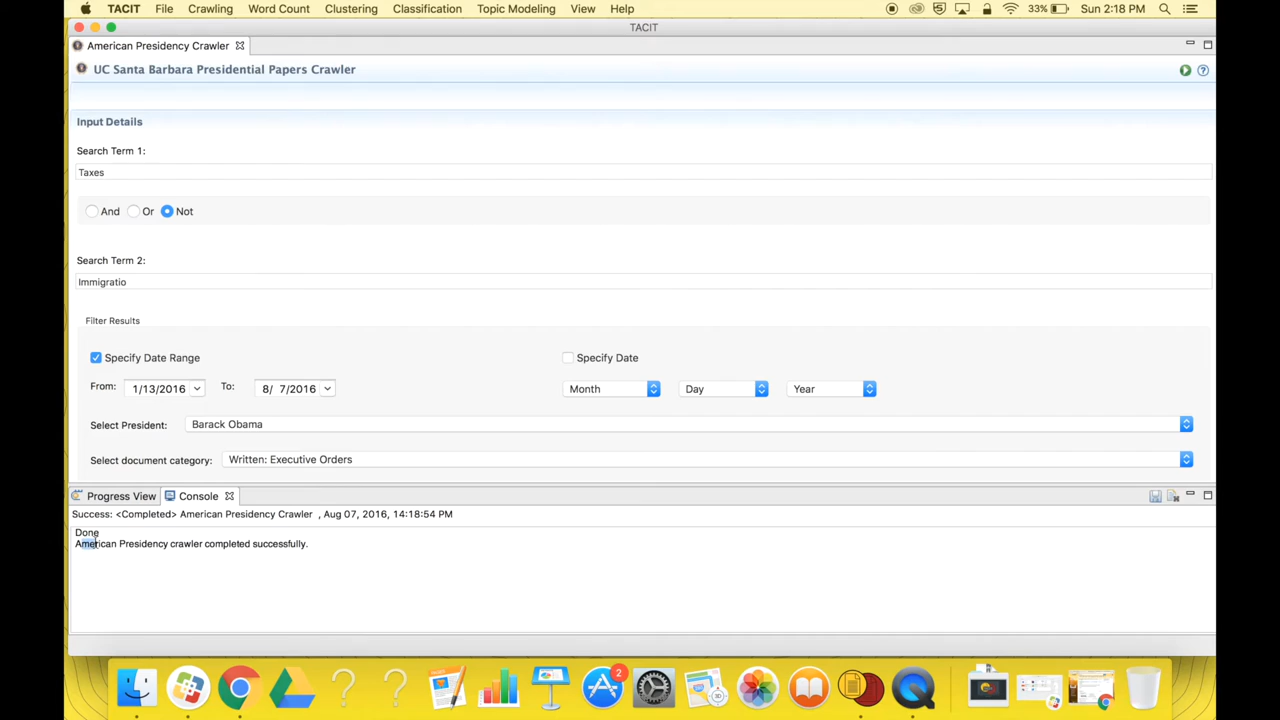 TACIT File Crawling Word Count Clustering Classification Topic Modeling View Help 33% Sun 2:18 PM
TACIT
American Presidency Crawler
UC Santa Barbara Presidential Papers Crawler
Input Details
Search Term 1:
Taxes
And Or Not
Search Term 2:
Immigratio
Filter Results
Specify Date Range Specify Date
From: 1/13/2016 To: 8/ 7/2016 Month Day Year
Select President: Barack Obama
Select document category: Written: Executive Orders
Progress View Console
Success: <Completed> American Presidency Crawler , Aug 07, 2016, 14:18:54 PM
Done
American Presidency crawler completed successfully.
2